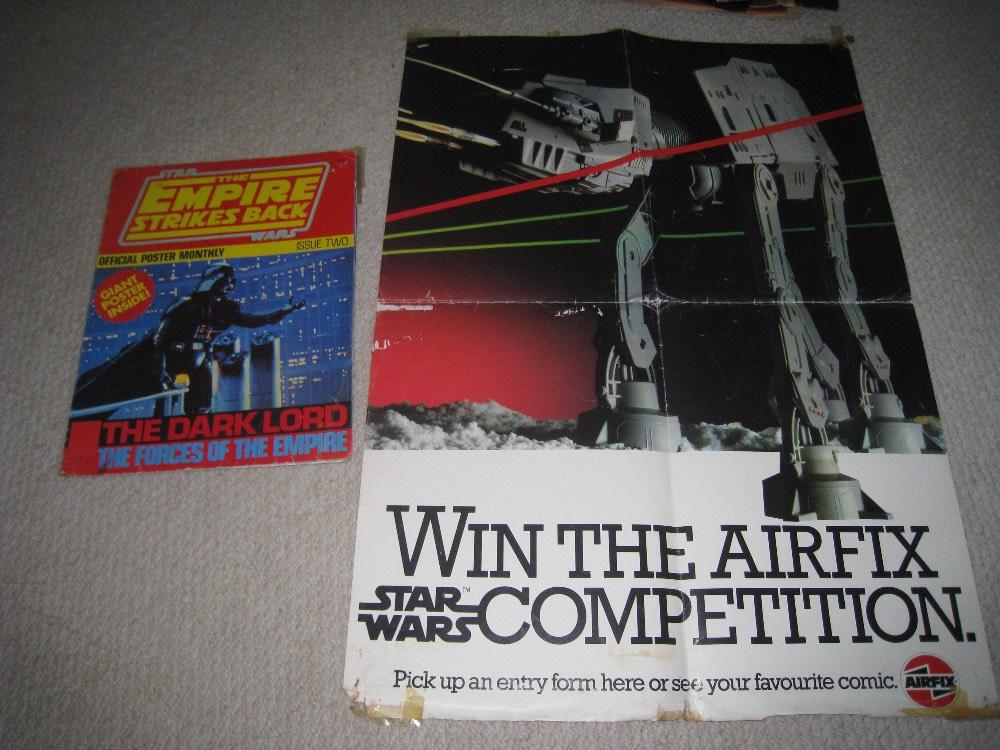 STAR
THE
EMPIRE
STRIKES BACK
WARS
OFFICIAL POSTER MONTHLY
ISSUE TWO
GIANT
POSTER
INSIDE!
THE DARK LORD
THE FORCES OF THE EMPIRE
WIN THE AIRFIX
STAR WARS™ COMPETITION.
Pick up an entry form here or see your favourite comic.
AIRFIX